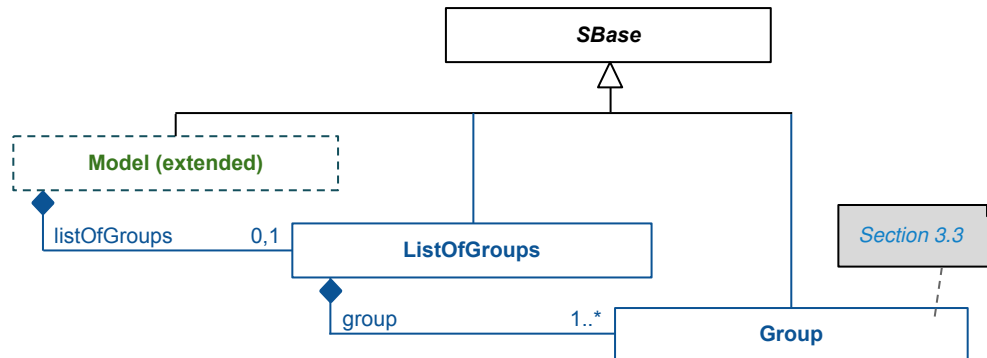 SBase
Model (extended)
listOfGroups 0,1
ListOfGroups
Section 3.3
group 1..*
Group